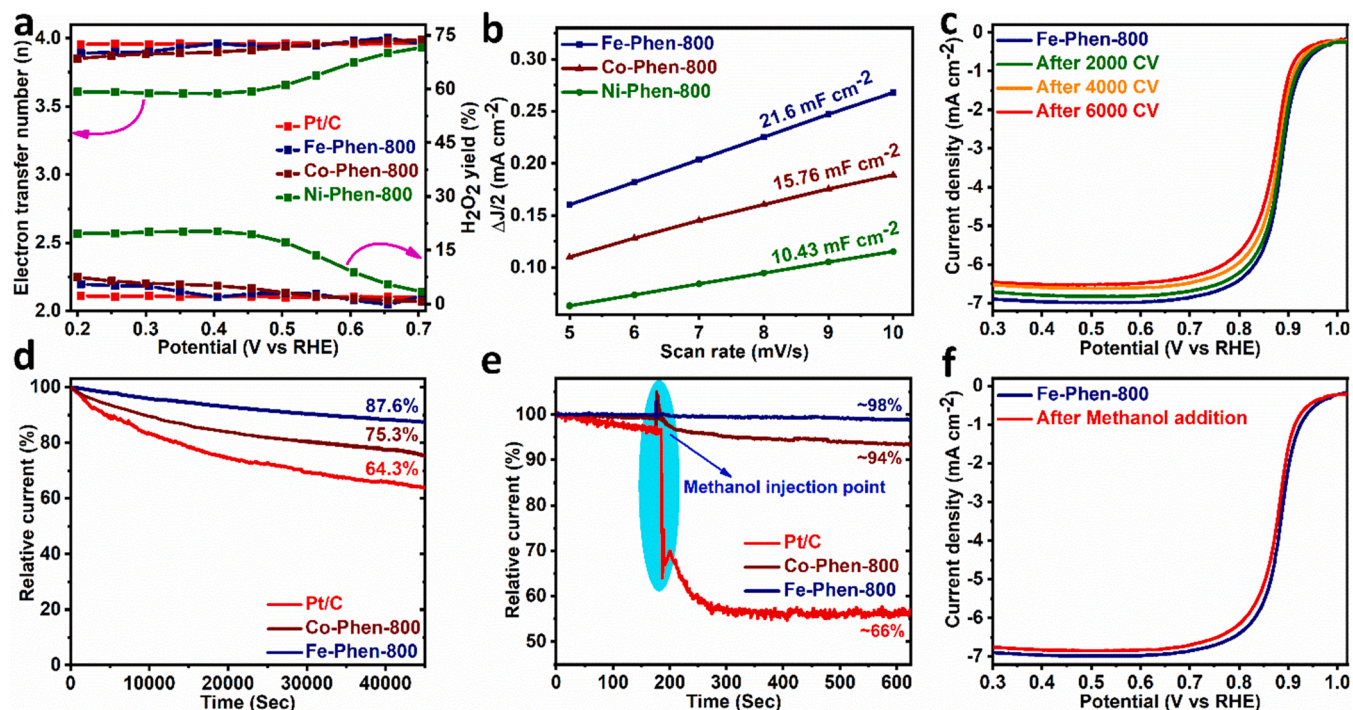 a
4.0
3.5
3.0
2.5
2.0
Electron transfer number (n)
75
60
45
30
15
0
H2O2 yield (%)
Pt/C
Fe-Phen-800
Co-Phen-800
Ni-Phen-800
0.2 0.3 0.4 0.5 0.6 0.7
Potential (V vs RHE)
b
0.25
0.20
0.15
0.10
ΔJ/2 (mA cm-2)
Fe-Phen-800
Co-Phen-800
Ni-Phen-800
21.6 mF cm-2
15.76 mF cm-2
10.43 mF cm-2
5 6 7 8 9 10
Scan rate (mV/s)
c
0
-1
-2
-3
-4
-5
-6
-7
Current density (mA cm-2)
Fe-Phen-800
After 2000 CV
After 4000 CV
After 6000 CV
0.3 0.4 0.5 0.6 0.7 0.8 0.9 1.0
Potential (V vs RHE)
d
100
80
60
40
20
0
Relative current (%)
87.6%
75.3%
64.3%
Pt/C
Co-Phen-800
Fe-Phen-800
0 10000 20000 30000 40000
Time (Sec)
e
100
90
80
70
60
50
Relative current (%)
~98%
~94%
Methanol injection point
Pt/C
Co-Phen-800
Fe-Phen-800
~66%
0 100 200 300 400 500 600
Time (Sec)
f
0
-1
-2
-3
-4
-5
-6
-7
Current density (mA cm-2)
Fe-Phen-800
After Methanol addition
0.3 0.4 0.5 0.6 0.7 0.8 0.9 1.0
Potential (V vs RHE)